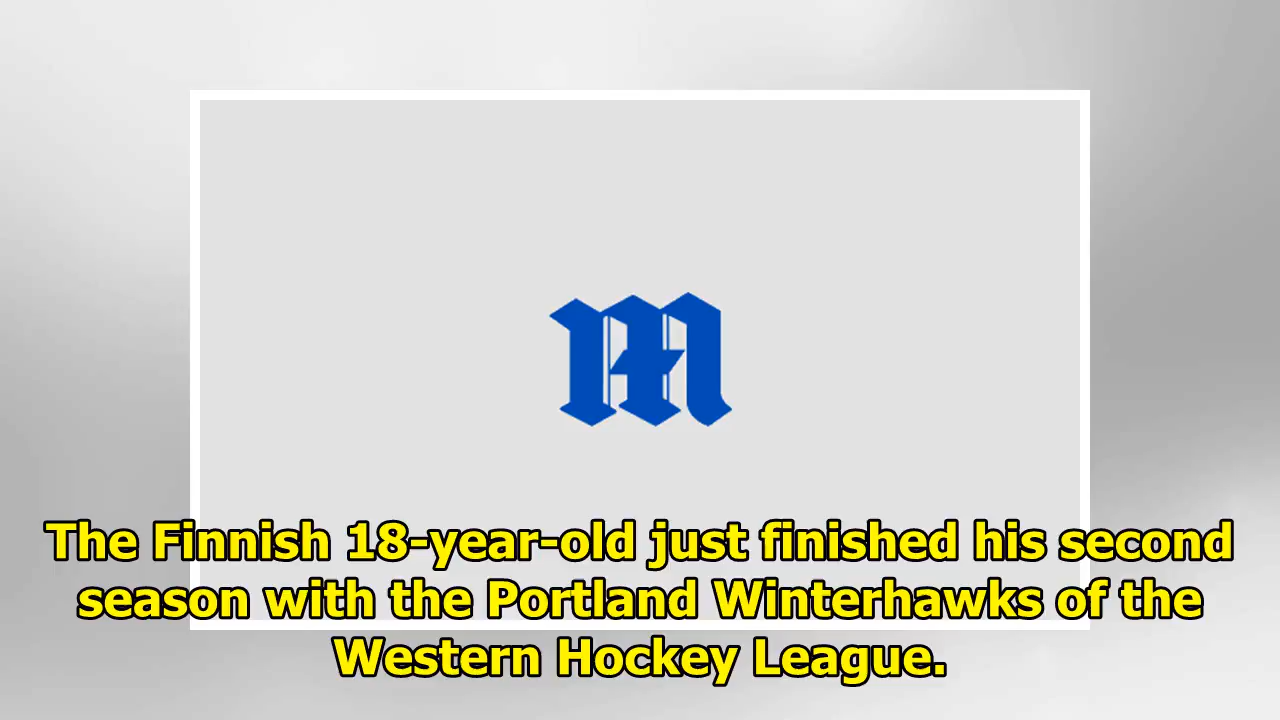 m
The Finnish 18-year-old just finished his second
season with the Portland Winterhawks of the
Western Hockey League.